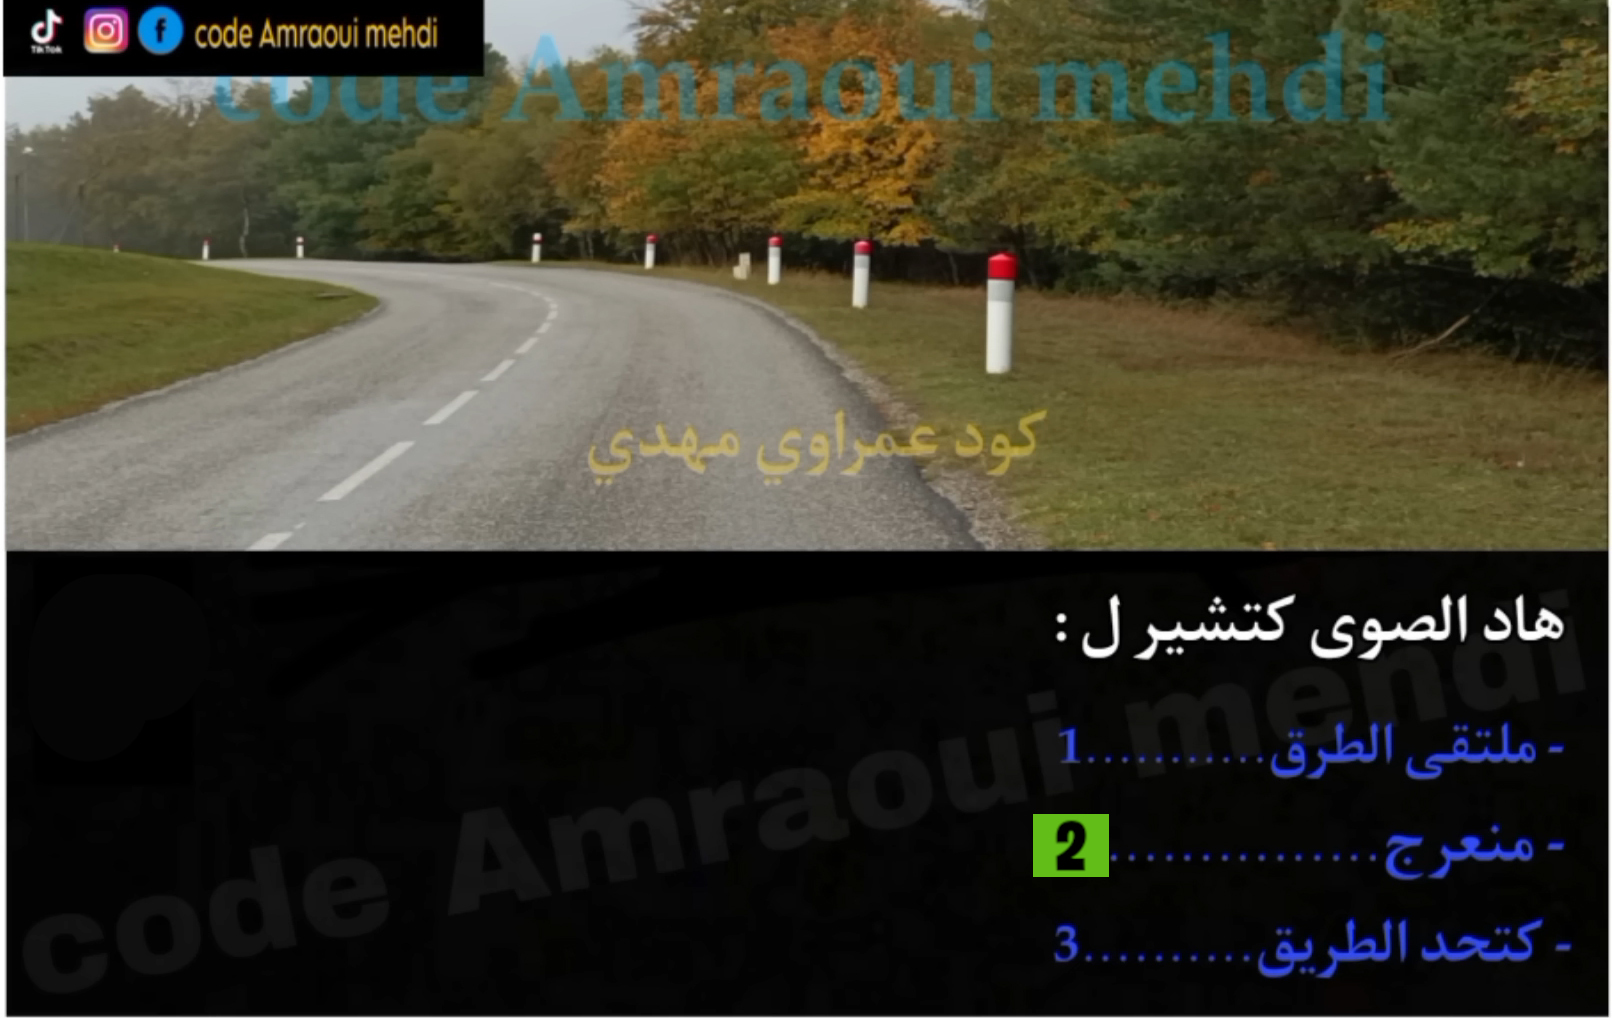 TikTok
code Amraoui mehdi
code Amraoui mehdi
كود عمراوي مهدي
هاد الصوى كتشير ل :
- ملتقى الطرق...........1
- منعرج................2
- كتحد الطريق..........3
code Amraoui mehdi